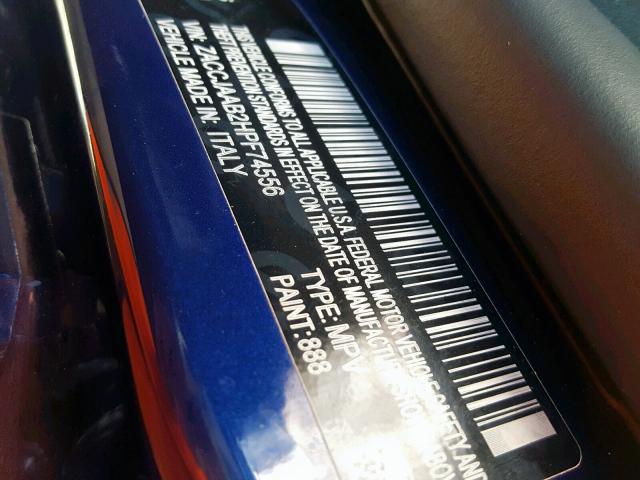 THIS VEHICLE CONFORMS TO ALL APPLICABLE U.S.A. FEDERAL MOTOR VEHICLE SAFETY AND
THEFT PREVENTION STANDARDS IN EFFECT ON THE DATE OF MANUFACTURE SHOWN ABOV
VIN: ZACCJAAB2HPF74556
TYPE: MPV
VEHICLE MADE IN: ITALY
PAINT: 888